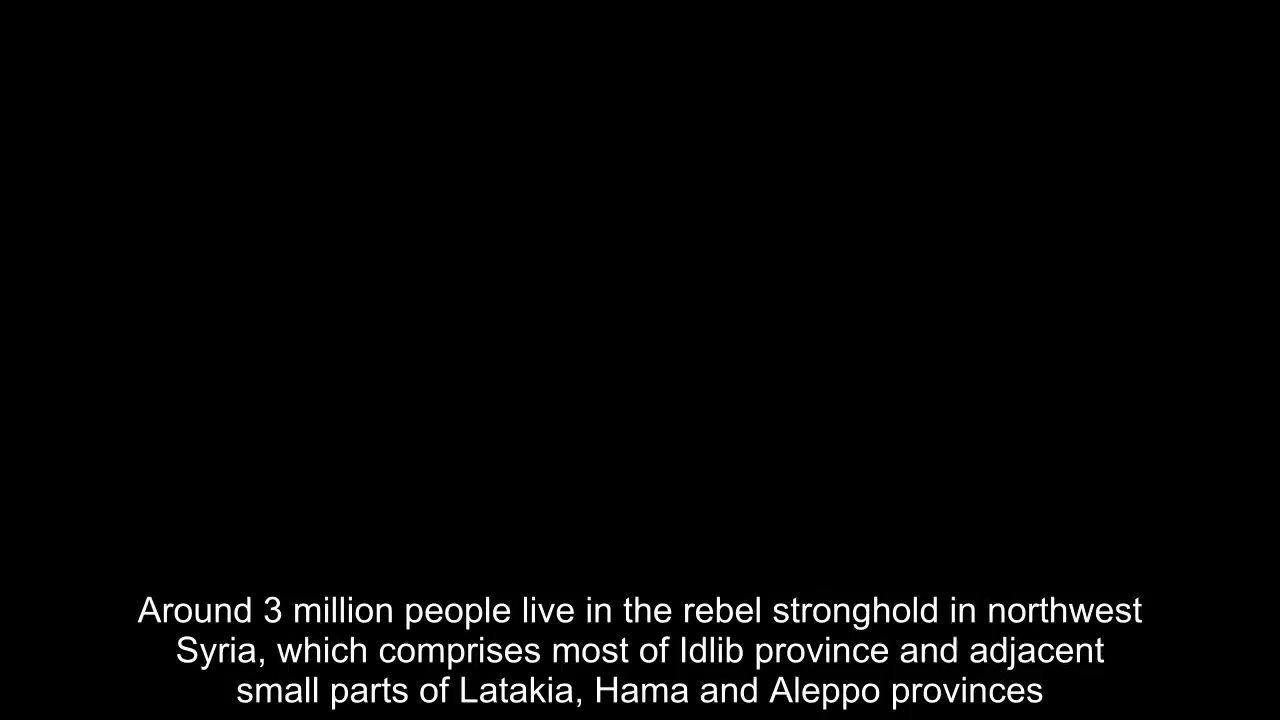 Around 3 million people live in the rebel stronghold in northwest
Syria, which comprises most of Idlib province and adjacent
small parts of Latakia, Hama and Aleppo provinces